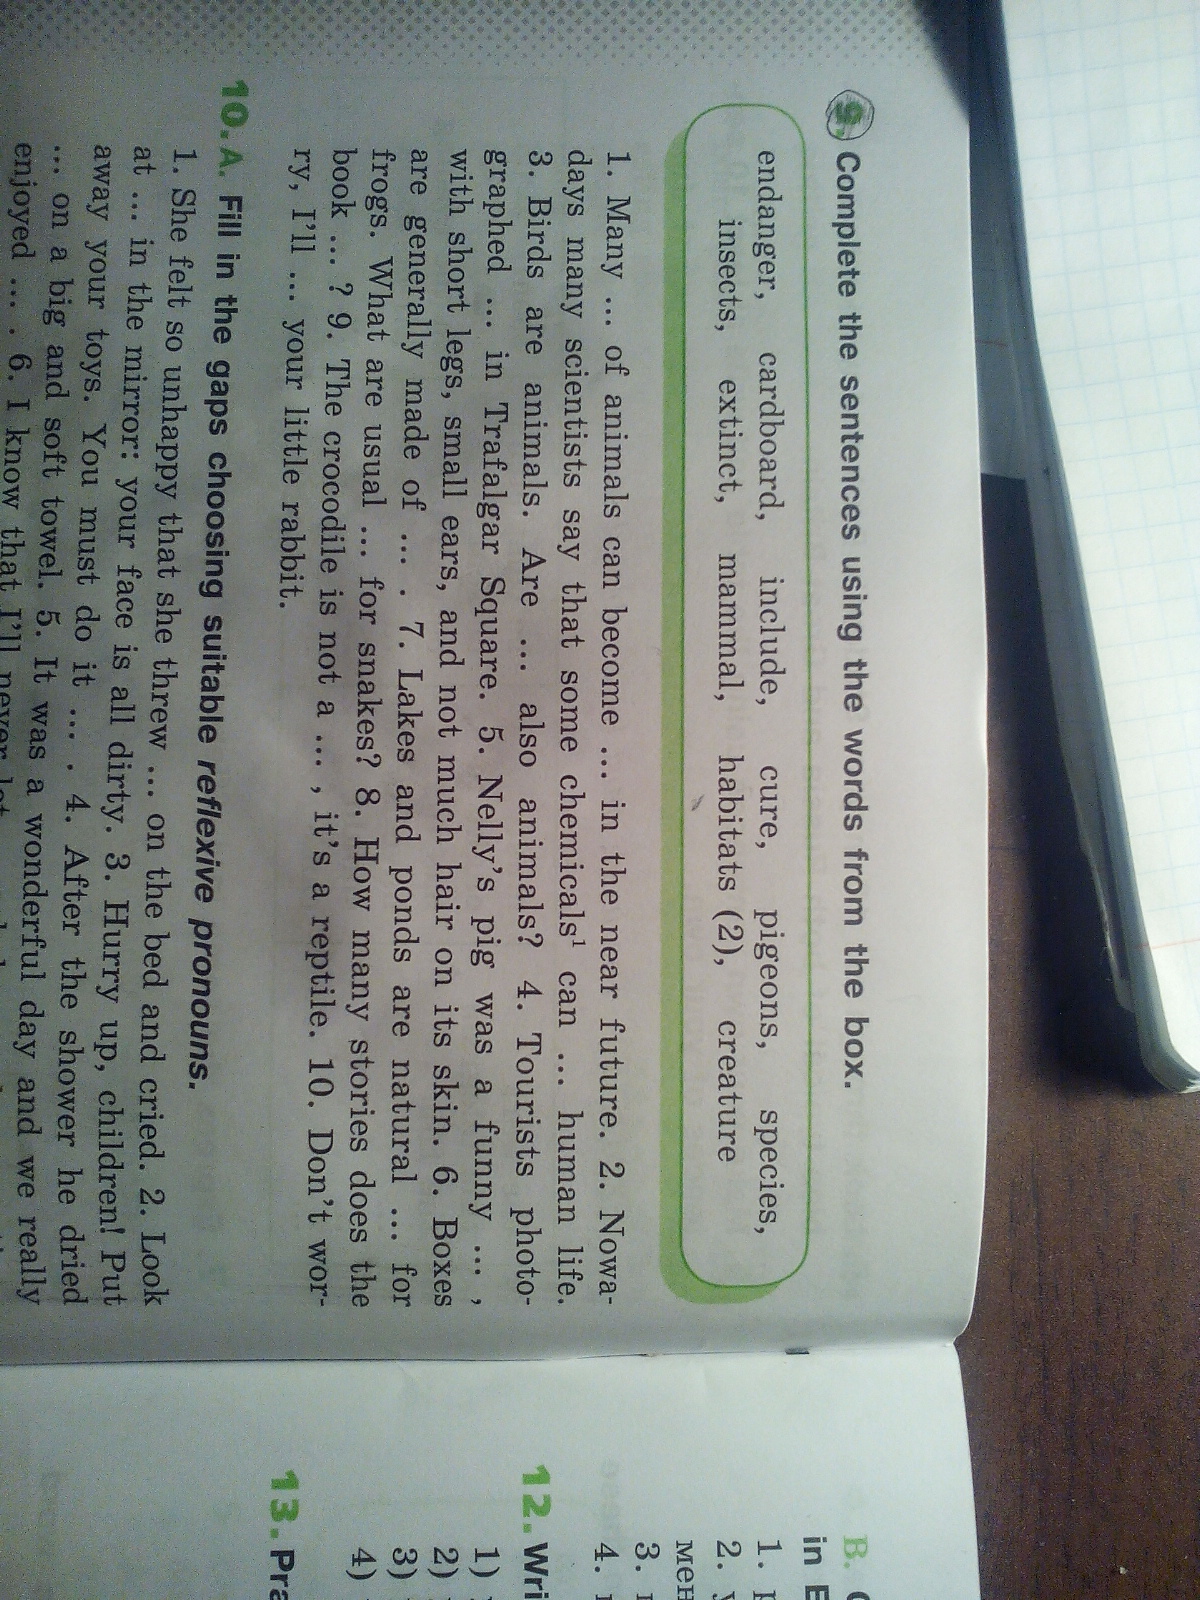 9. Complete the sentences using the words from the box.
endanger, cardboard, include, cure, pigeons, species,
insects, extinct, mammal, habitats (2), creature
1. Many ... of animals can become ... in the near future. 2. Nowa-
days many scientists say that some chemicals¹ can ... human life.
3. Birds are animals. Are ... also animals? 4. Tourists photo-
graphed ... in Trafalgar Square. 5. Nelly's pig was a funny ... ,
with short legs, small ears, and not much hair on its skin. 6. Boxes
are generally made of ... . 7. Lakes and ponds are natural ... for
frogs. What are usual ... for snakes? 8. How many stories does the
book ... ? 9. The crocodile is not a ... , it's a reptile. 10. Don't wor-
ry, I'll ... your little rabbit.
10. A. Fill in the gaps choosing suitable reflexive pronouns.
1. She felt so unhappy that she threw ... on the bed and cried. 2. Look
at ... in the mirror: your face is all dirty. 3. Hurry up, children! Put
away your toys. You must do it ... . 4. After the shower he dried
... on a big and soft towel. 5. It was a wonderful day and we really
enjoyed ... . 6. I know that I'll never let
B.
in E
1.
2.
мен
3.
4.
12. Wri
1)
2)
3)
4)
13. Pra